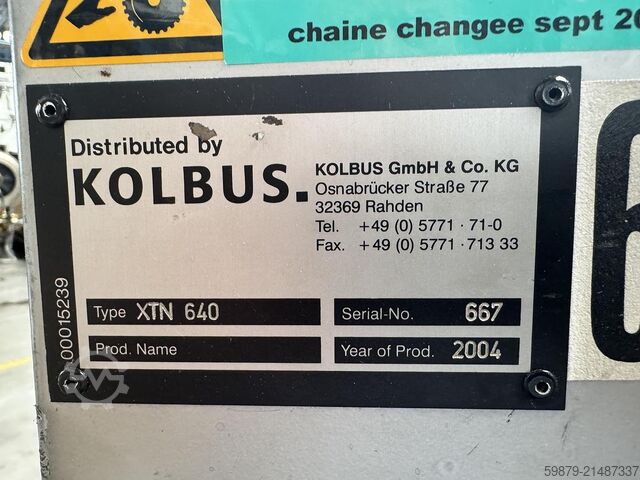 chaine changee sept 20
Distributed by
KOLBUS.
KOLBUS GmbH & Co. KG
Osnabrücker Straße 77
32369 Rahden
Tel. +49 (0) 5771 · 71-0
Fax. +49 (0) 5771 · 713 33
00015239
Type XTN 640
Serial-No. 667
Prod. Name
Year of Prod. 2004
6
59879-21487337